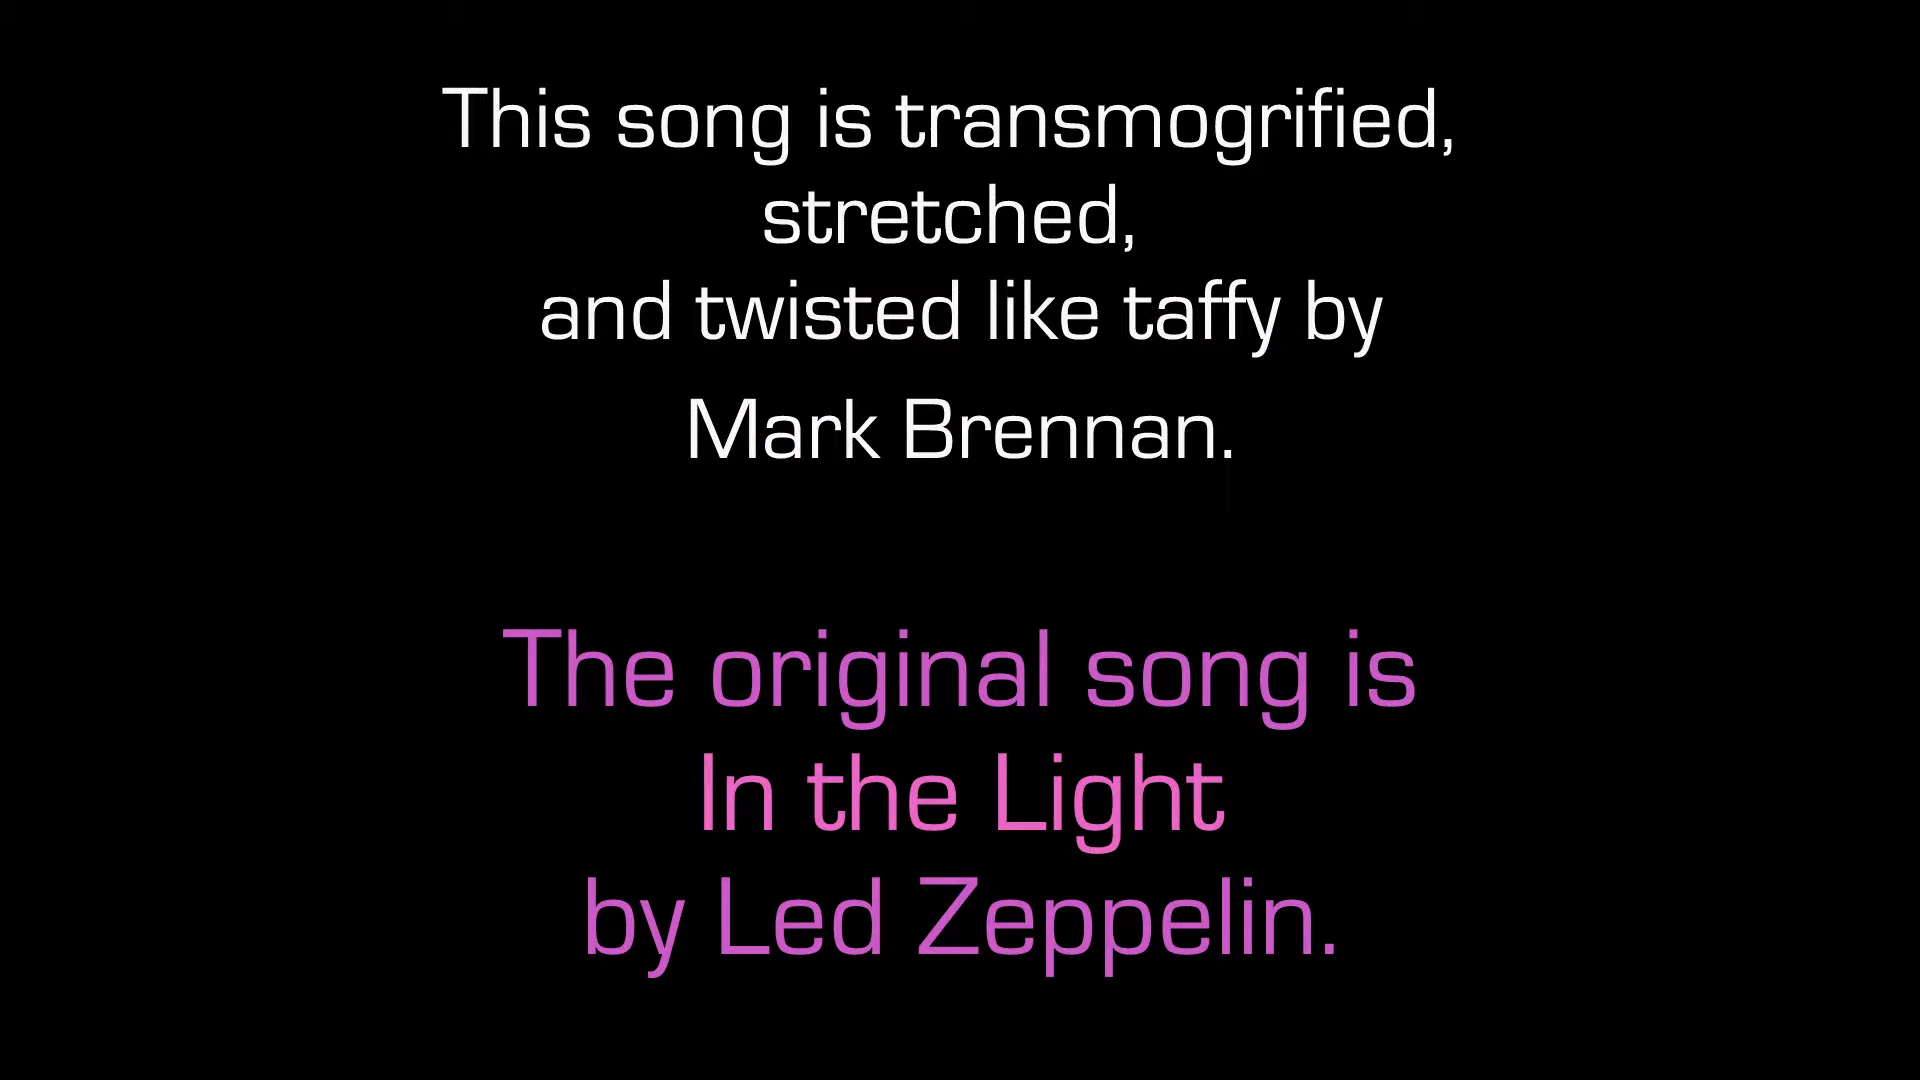 This song is transmogrified,
stretched,
and twisted like taffy by
Mark Brennan.
The original song is
In the Light
by Led Zeppelin.